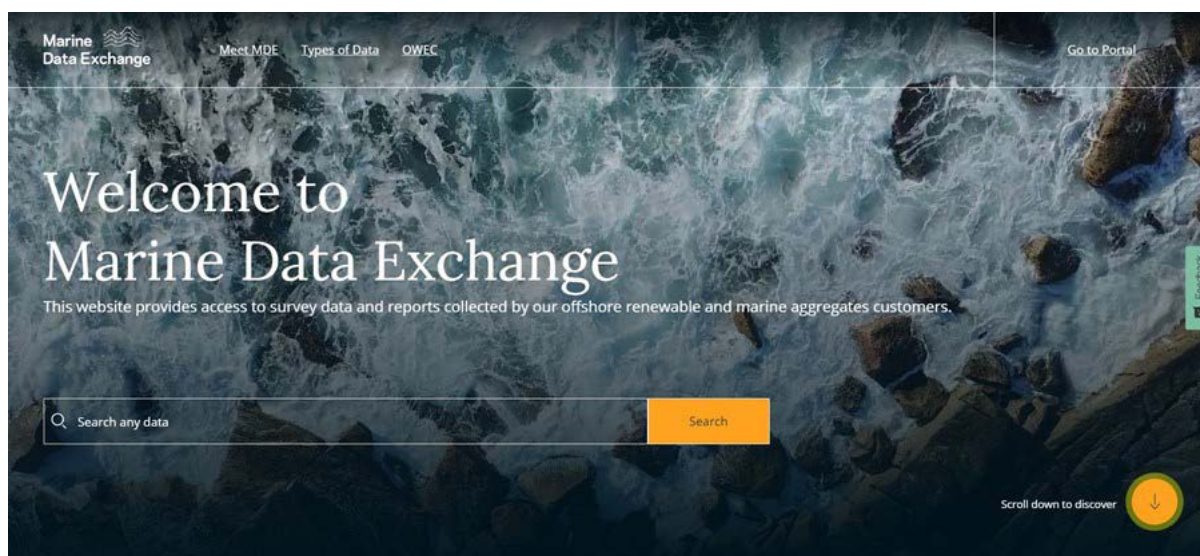 Marine
Data Exchange
Meet MDE
Types of Data
OWEC
Go to Portal
Welcome to
Marine Data Exchange
This website provides access to survey data and reports collected by our offshore renewable and marine aggregates customers.
Search any data
Search
Scroll down to discover